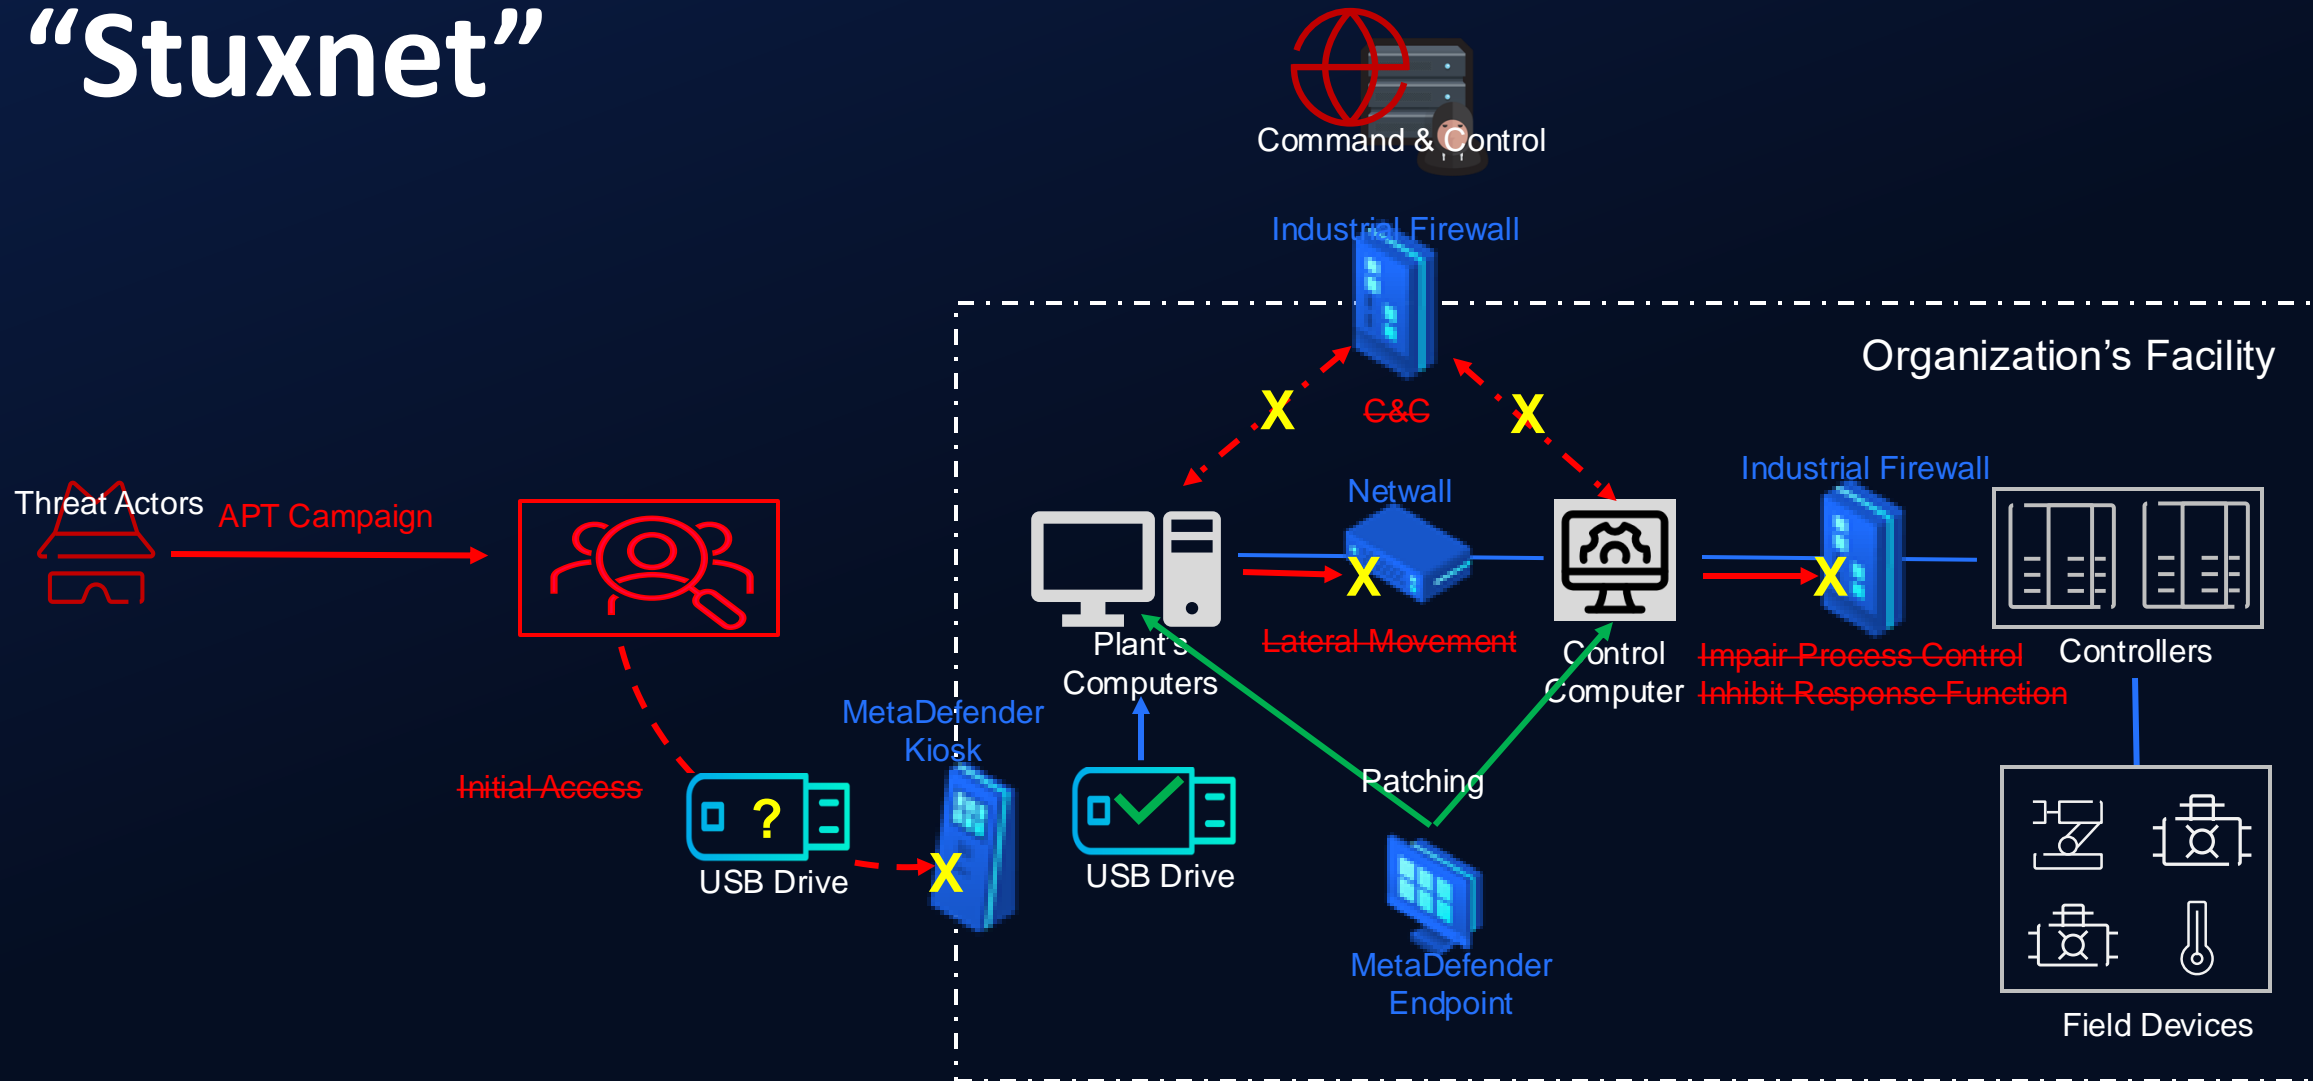 “Stuxnet”
Command & Control
Industrial Firewall
Organization’s Facility
C&C
Industrial Firewall
Netwall
Threat Actors
APT Campaign
X
X
X
X
Plant’s
Computers
Lateral Movement
Control
Computer
Impair Process Control
Inhibit Response Function
Controllers
MetaDefender
Kiosk
Initial Access
?
X
USB Drive
USB Drive
Patching
MetaDefender
Endpoint
Field Devices